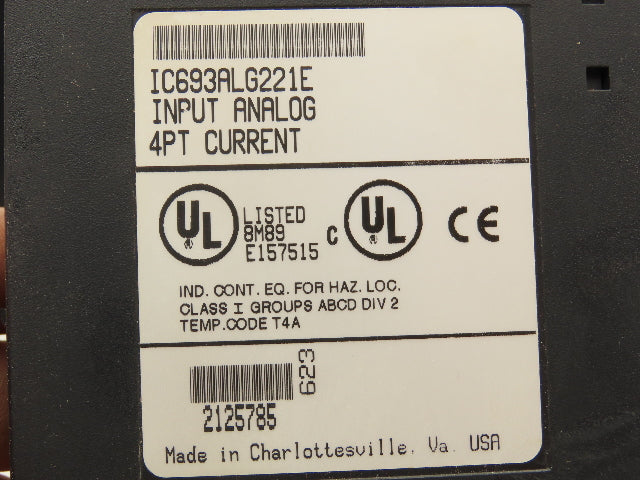 IC693ALG221E
INPUT ANALOG
4PT CURRENT
UL LISTED
8M89
E157515
c UL CE
IND. CONT. EQ. FOR HAZ. LOC.
CLASS I GROUPS ABCD DIV 2
TEMP.CODE T4A
623
2125785
Made in Charlottesville, Va. USA